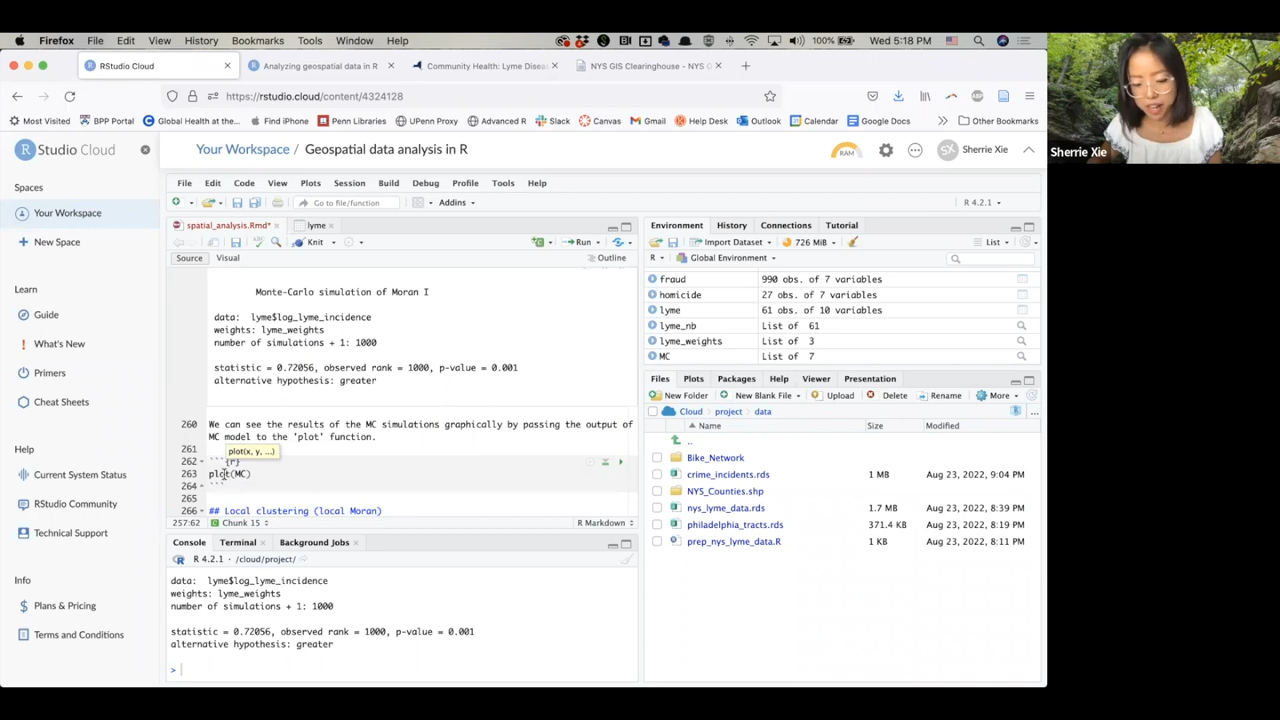 Firefox File Edit View History Bookmarks Tools Window Help 100% Wed 5:18 PM
RStudio Cloud Analyzing geospatial data in R Community Health: Lyme Diseas NYS GIS Clearinghouse - NYS G
https://rstudio.cloud/content/4324128
Most Visited BPP Portal Global Health at the... Find iPhone Penn Libraries UPenn Proxy Advanced R Slack Canvas Gmail Help Desk Outlook Calendar Google Docs Other Bookmarks
Sherrie Xie
R Studio Cloud
Your Workspace / Geospatial data analysis in R
RAM
SX Sherrie Xie
Spaces
Your Workspace
New Space
Learn
Guide
What's New
Primers
Cheat Sheets
Help
Current System Status
RStudio Community
Technical Support
Info
Plans & Pricing
Terms and Conditions
File Edit Code View Plots Session Build Debug Profile Tools Help
Go to file/function Addins R 4.2.1
spatial_analysis.Rmd* lyme
Knit Run
Source Visual Outline
Monte-Carlo simulation of Moran I
data: lyme$log_lyme_incidence
weights: lyme_weights
number of simulations + 1: 1000
statistic = 0.72056, observed rank = 1000, p-value = 0.001
alternative hypothesis: greater
260 We can see the results of the MC simulations graphically by passing the output of
MC model to the 'plot' function.
261
plot(x, y, ...)
262 ```{r}
263 plot(MC)
264 ```
265
266 ## Local clustering (local Moran)
257:62 Chunk 15 R Markdown
Console Terminal Background Jobs
R 4.2.1 · /cloud/project/
data: lyme$log_lyme_incidence
weights: lyme_weights
number of simulations + 1: 1000
statistic = 0.72056, observed rank = 1000, p-value = 0.001
alternative hypothesis: greater
>
Environment History Connections Tutorial
Import Dataset 726 MiB List
R Global Environment
fraud 990 obs. of 7 variables
homicide 27 obs. of 7 variables
lyme 61 obs. of 10 variables
lyme_nb List of 61
lyme_weights List of 3
MC List of 7
Files Plots Packages Help Viewer Presentation
New Folder New Blank File Upload Delete Rename More
Cloud project data
Name Size Modified
..
Bike_Network
crime_incidents.rds 1 MB Aug 23, 2022, 9:04 PM
NYS_Counties.shp
nys_lyme_data.rds 1.7 MB Aug 23, 2022, 8:39 PM
philadelphia_tracts.rds 371.4 KB Aug 23, 2022, 8:42 PM
prep_nys_lyme_data.R 1 KB Aug 23, 2022, 8:11 PM